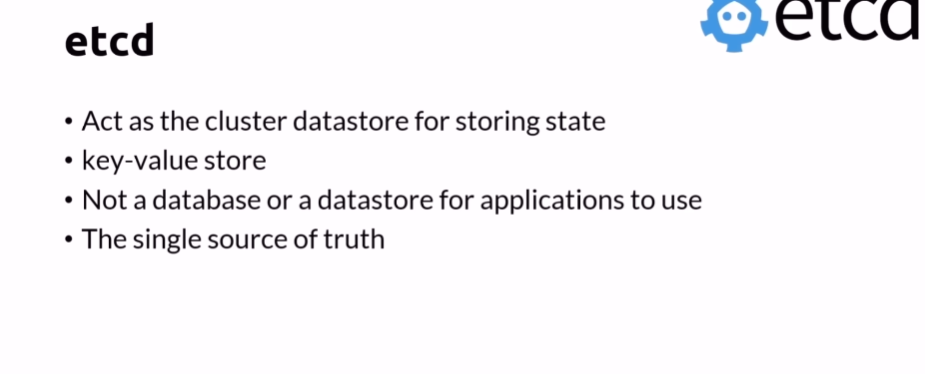 etcd
etcd
• Act as the cluster datastore for storing state
• key-value store
• Not a database or a datastore for applications to use
• The single source of truth